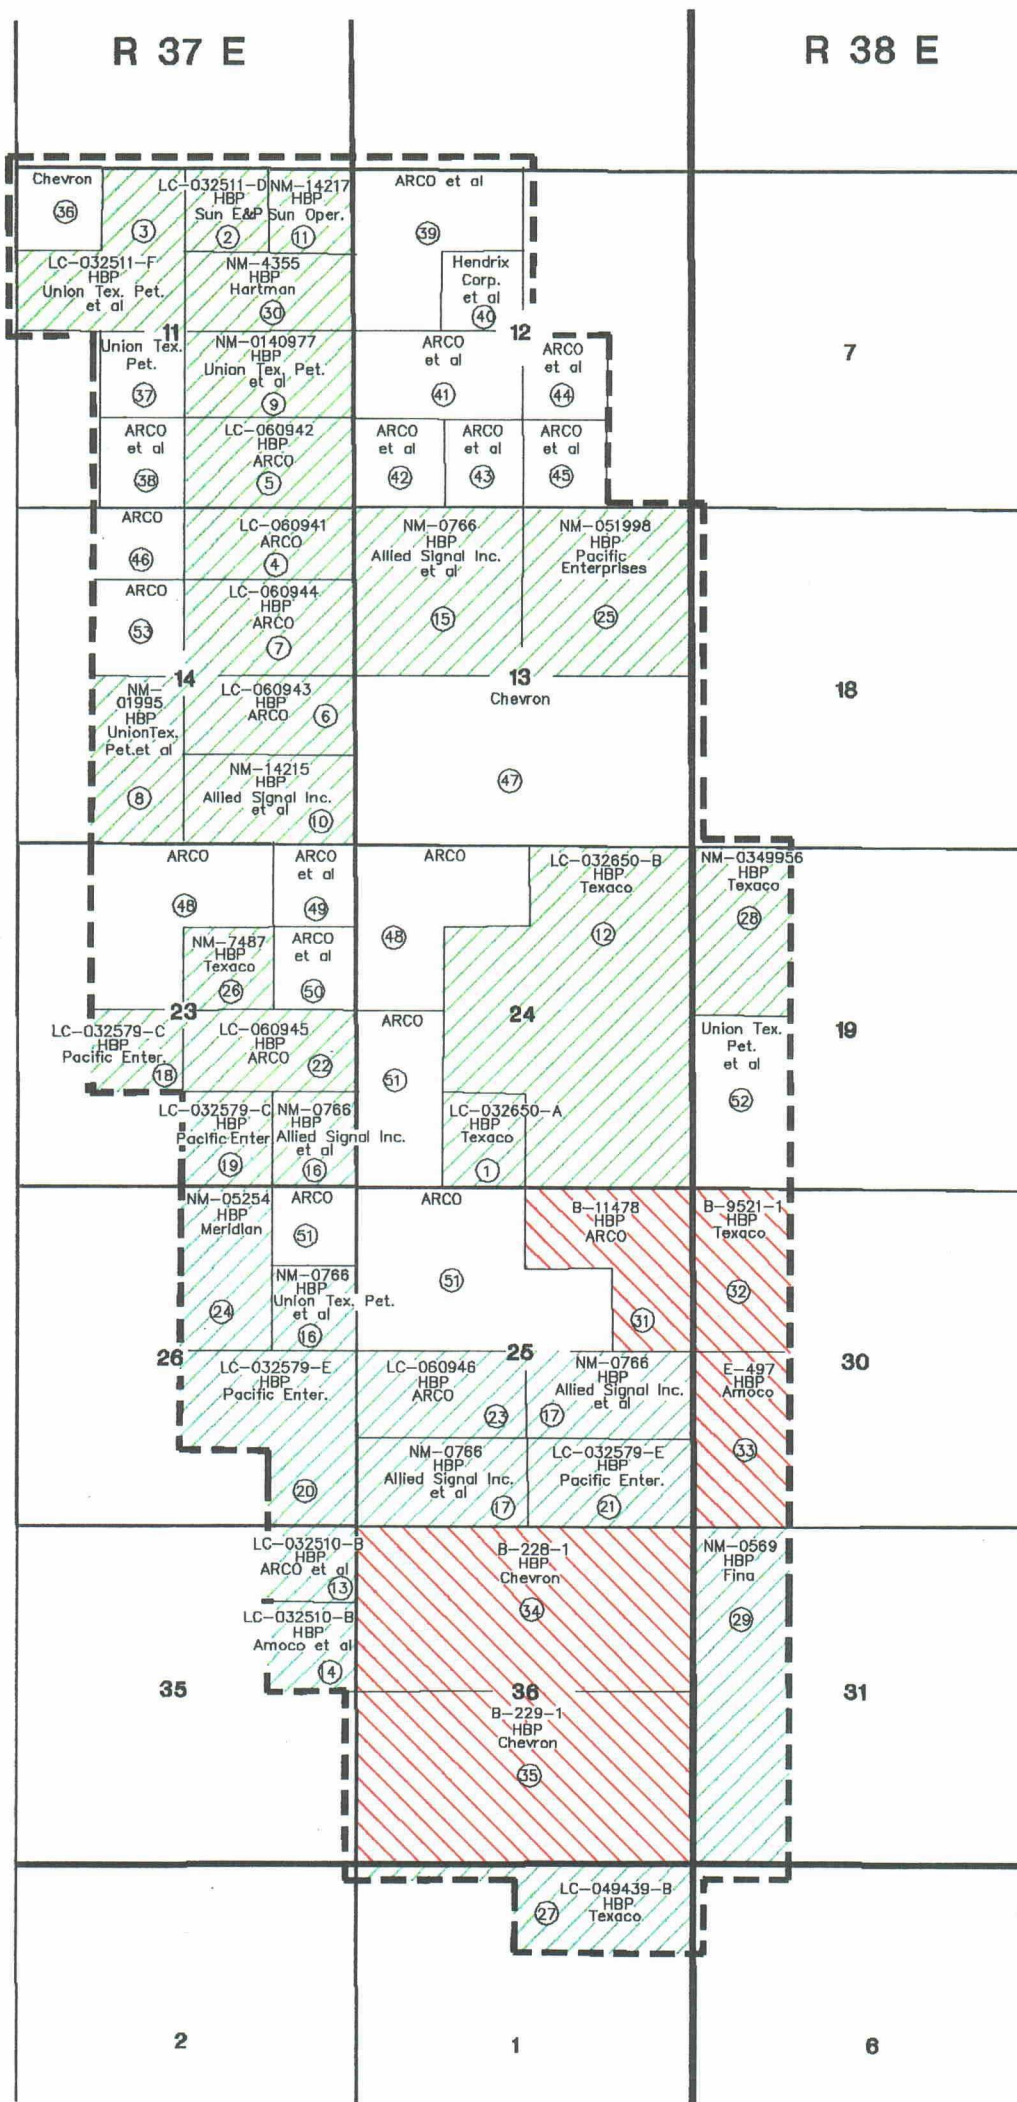 R 37 E
R 38 E
Chevron
36
3
LC-032511-F
HBP
Union Tex. Pet.
et al
LC-032511-D
HBP
Sun E&P
2
NM-14217
HBP
Sun Oper.
11
NM-4355
HBP
Hartman
30
ARCO et al
39
Hendrix
Corp.
et al
40
11
12
7
Union Tex.
Pet.
37
NM-0140977
HBP
Union Tex. Pet.
et al
9
ARCO
et al
41
ARCO
et al
44
ARCO
et al
38
LC-060942
HBP
ARCO
5
ARCO
et al
42
ARCO
et al
43
ARCO
et al
45
ARCO
46
LC-060941
ARCO
4
NM-0766
HBP
Allied Signal Inc.
et al
15
NM-051998
HBP
Pacific
Enterprises
25
ARCO
53
LC-060944
HBP
ARCO
7
14
13
18
NM-
01995
HBP
UnionTex.
Pet.et al
8
LC-060943
HBP
ARCO
6
NM-14215
HBP
Allied Signal Inc.
et al
10
Chevron
47
ARCO
48
ARCO
et al
49
ARCO
48
LC-032650-B
HBP
Texaco
12
NM-0349956
HBP
Texaco
28
NM-7487
HBP
Texaco
26
ARCO
et al
50
23
24
19
LC-032579-C
HBP
Pacific Enter.
18
LC-060945
HBP
ARCO
22
ARCO
51
Union Tex.
Pet.
et al
52
LC-032579-C
HBP
Pacific Enter
19
NM-0766
HBP
Allied Signal Inc.
et al
16
LC-032650-A
HBP
Texaco
1
NM-05254
HBP
Meridian
24
ARCO
51
ARCO
51
B-11478
HBP
ARCO
31
B-9521-1
HBP
Texaco
32
NM-0766
HBP
Union Tex. Pet.
et al
16
26
25
30
LC-032579-E
HBP
Pacific Enter.
20
LC-060946
HBP
ARCO
23
NM-0766
HBP
Allied Signal Inc.
et al
17
E-497
HBP
Amoco
33
NM-0766
HBP
Allied Signal Inc.
et al
17
LC-032579-E
HBP
Pacific Enter.
21
LC-032510-B
HBP
ARCO et al
13
B-228-1
HBP
Chevron
34
NM-0569
HBP
Fina
29
LC-032510-B
HBP
Amoco et al
14
35
36
31
B-229-1
HBP
Chevron
35
LC-049439-B
HBP
Texaco
27
2
1
6